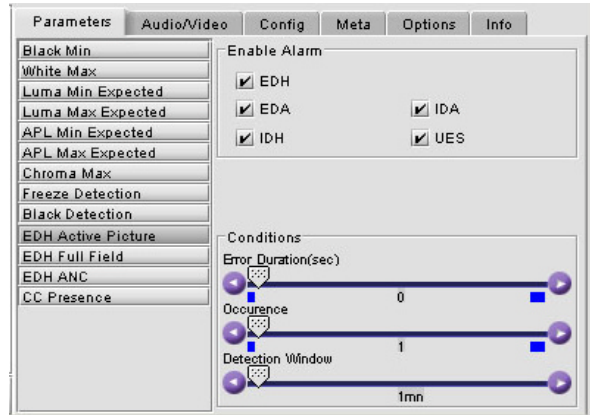 Parameters Audio/Video Config Meta Options Info
Black Min
White Max
Luma Min Expected
Luma Max Expected
APL Min Expected
APL Max Expected
Chroma Max
Freeze Detection
Black Detection
EDH Active Picture
EDH Full Field
EDH ANC
CC Presence
Enable Alarm
EDH
EDA IDA
IDH UES
Conditions
Error Duration(sec)
0
Occurence
1
Detection Window
1mn